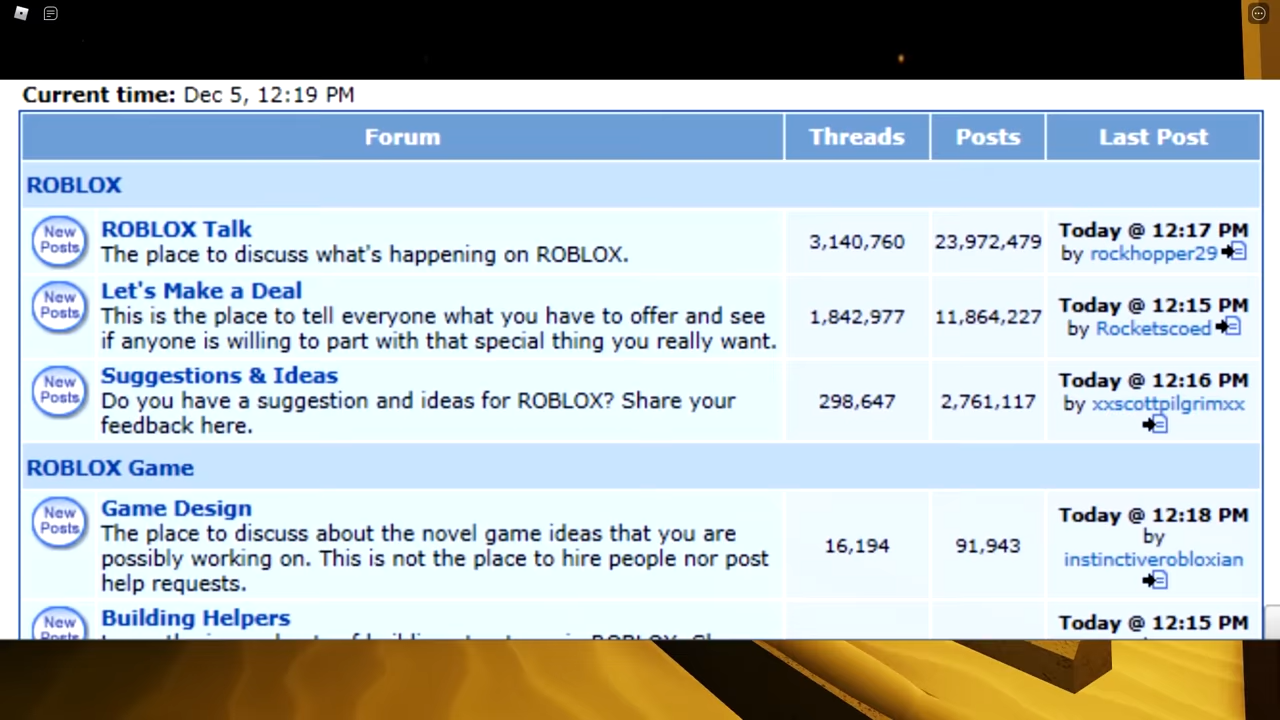 Current time: Dec 5, 12:19 PM
Forum Threads Posts Last Post
ROBLOX
New Posts
ROBLOX Talk
The place to discuss what's happening on ROBLOX.
3,140,760 23,972,479
Today @ 12:17 PM
by rockhopper29
New Posts
Let's Make a Deal
This is the place to tell everyone what you have to offer and see
if anyone is willing to part with that special thing you really want.
1,842,977 11,864,227
Today @ 12:15 PM
by Rocketscoed
New Posts
Suggestions & Ideas
Do you have a suggestion and ideas for ROBLOX? Share your
feedback here.
298,647 2,761,117
Today @ 12:16 PM
by xxscottpilgrimxx
ROBLOX Game
New Posts
Game Design
The place to discuss about the novel game ideas that you are
possibly working on. This is not the place to hire people nor post
help requests.
16,194 91,943
Today @ 12:18 PM
by
instinctiverobloxian
New Posts
Building Helpers
Today @ 12:15 PM